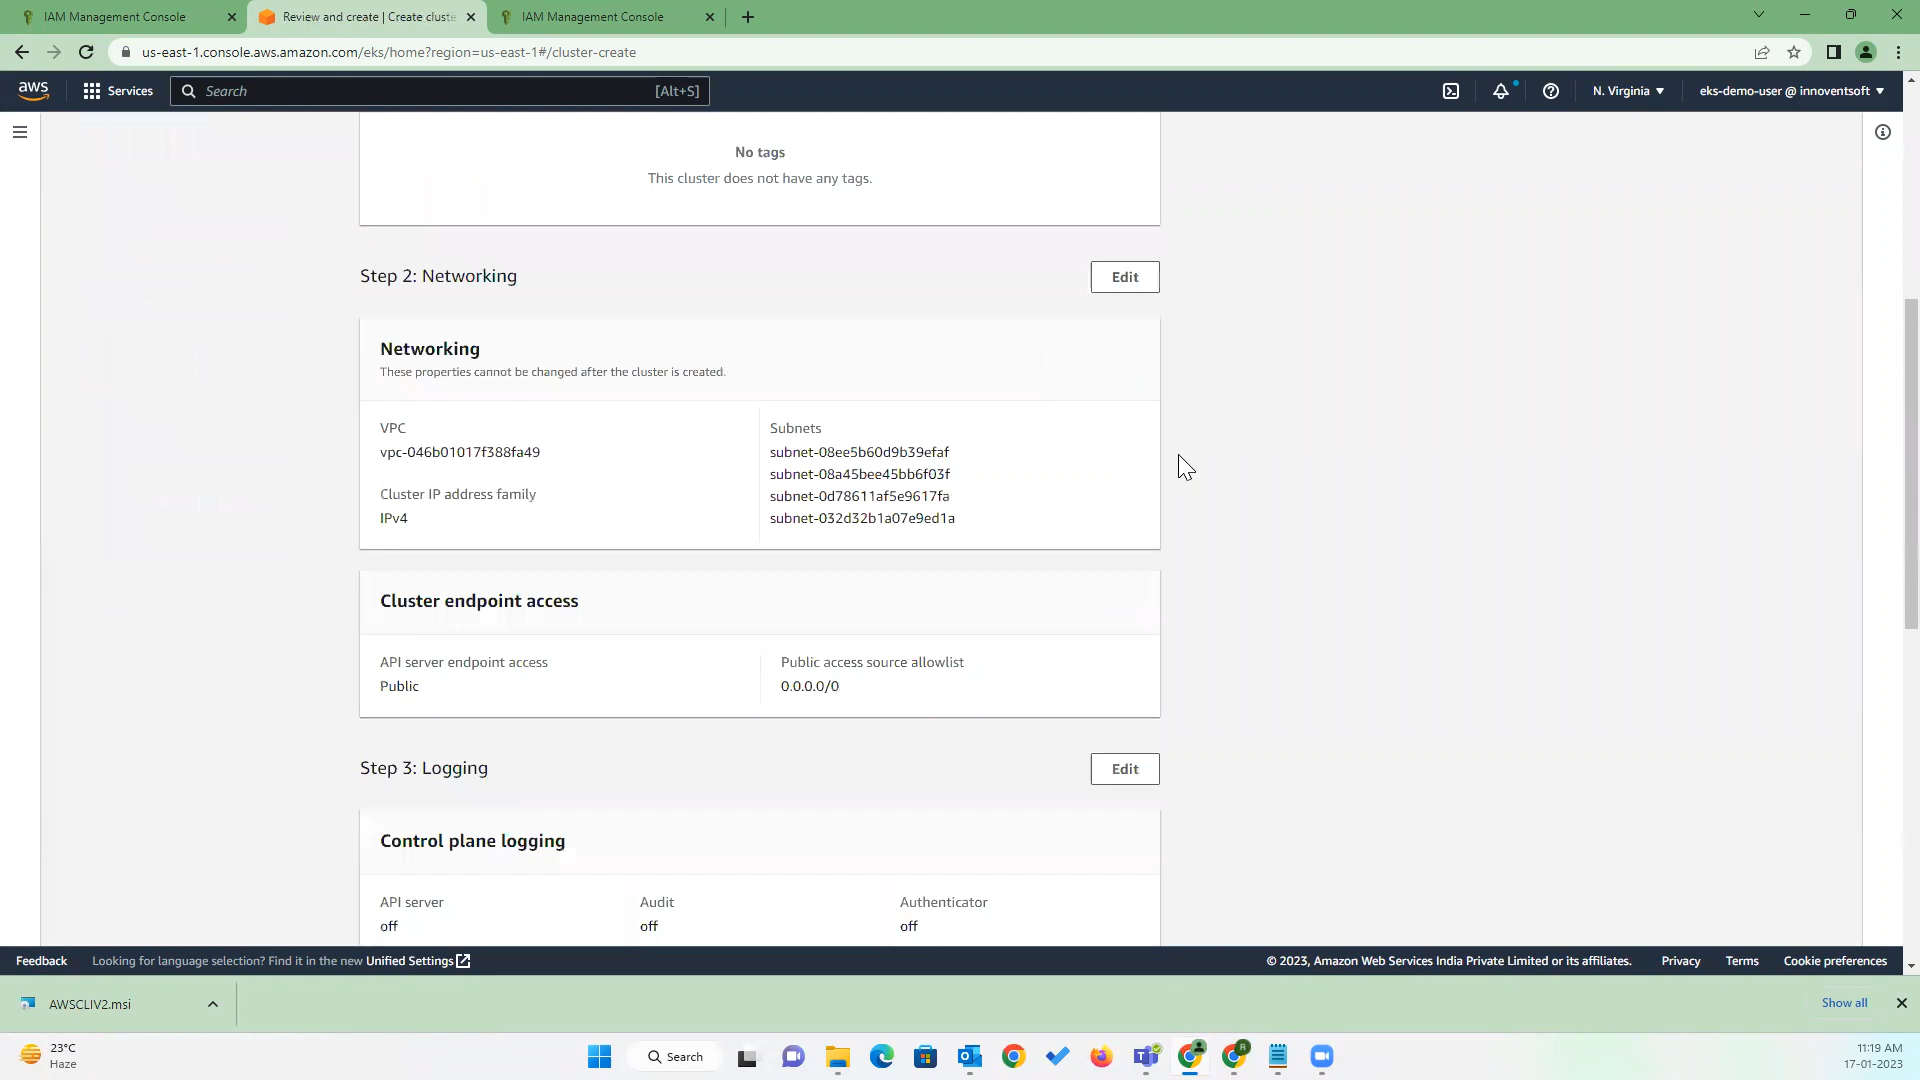 IAM Management Console
Review and create | Create cluste
IAM Management Console
us-east-1.console.aws.amazon.com/eks/home?region=us-east-1#/cluster-create
aws
Services
Search
[Alt+S]
N. Virginia
eks-demo-user @ innoventsoft
No tags
This cluster does not have any tags.
Step 2: Networking
Edit
Networking
These properties cannot be changed after the cluster is created.
VPC
vpc-046b01017f388fa49
Cluster IP address family
IPv4
Subnets
subnet-08ee5b60d9b39efaf
subnet-08a45bee45bb6f03f
subnet-0d78611af5e9617fa
subnet-032d32b1a07e9ed1a
Cluster endpoint access
API server endpoint access
Public
Public access source allowlist
0.0.0.0/0
Step 3: Logging
Edit
Control plane logging
API server
off
Audit
off
Authenticator
off
Feedback
Looking for language selection? Find it in the new Unified Settings
© 2023, Amazon Web Services India Private Limited or its affiliates.
Privacy
Terms
Cookie preferences
AWSCLIV2.msi
Show all
23°C
Haze
Search
11:19 AM
17-01-2023